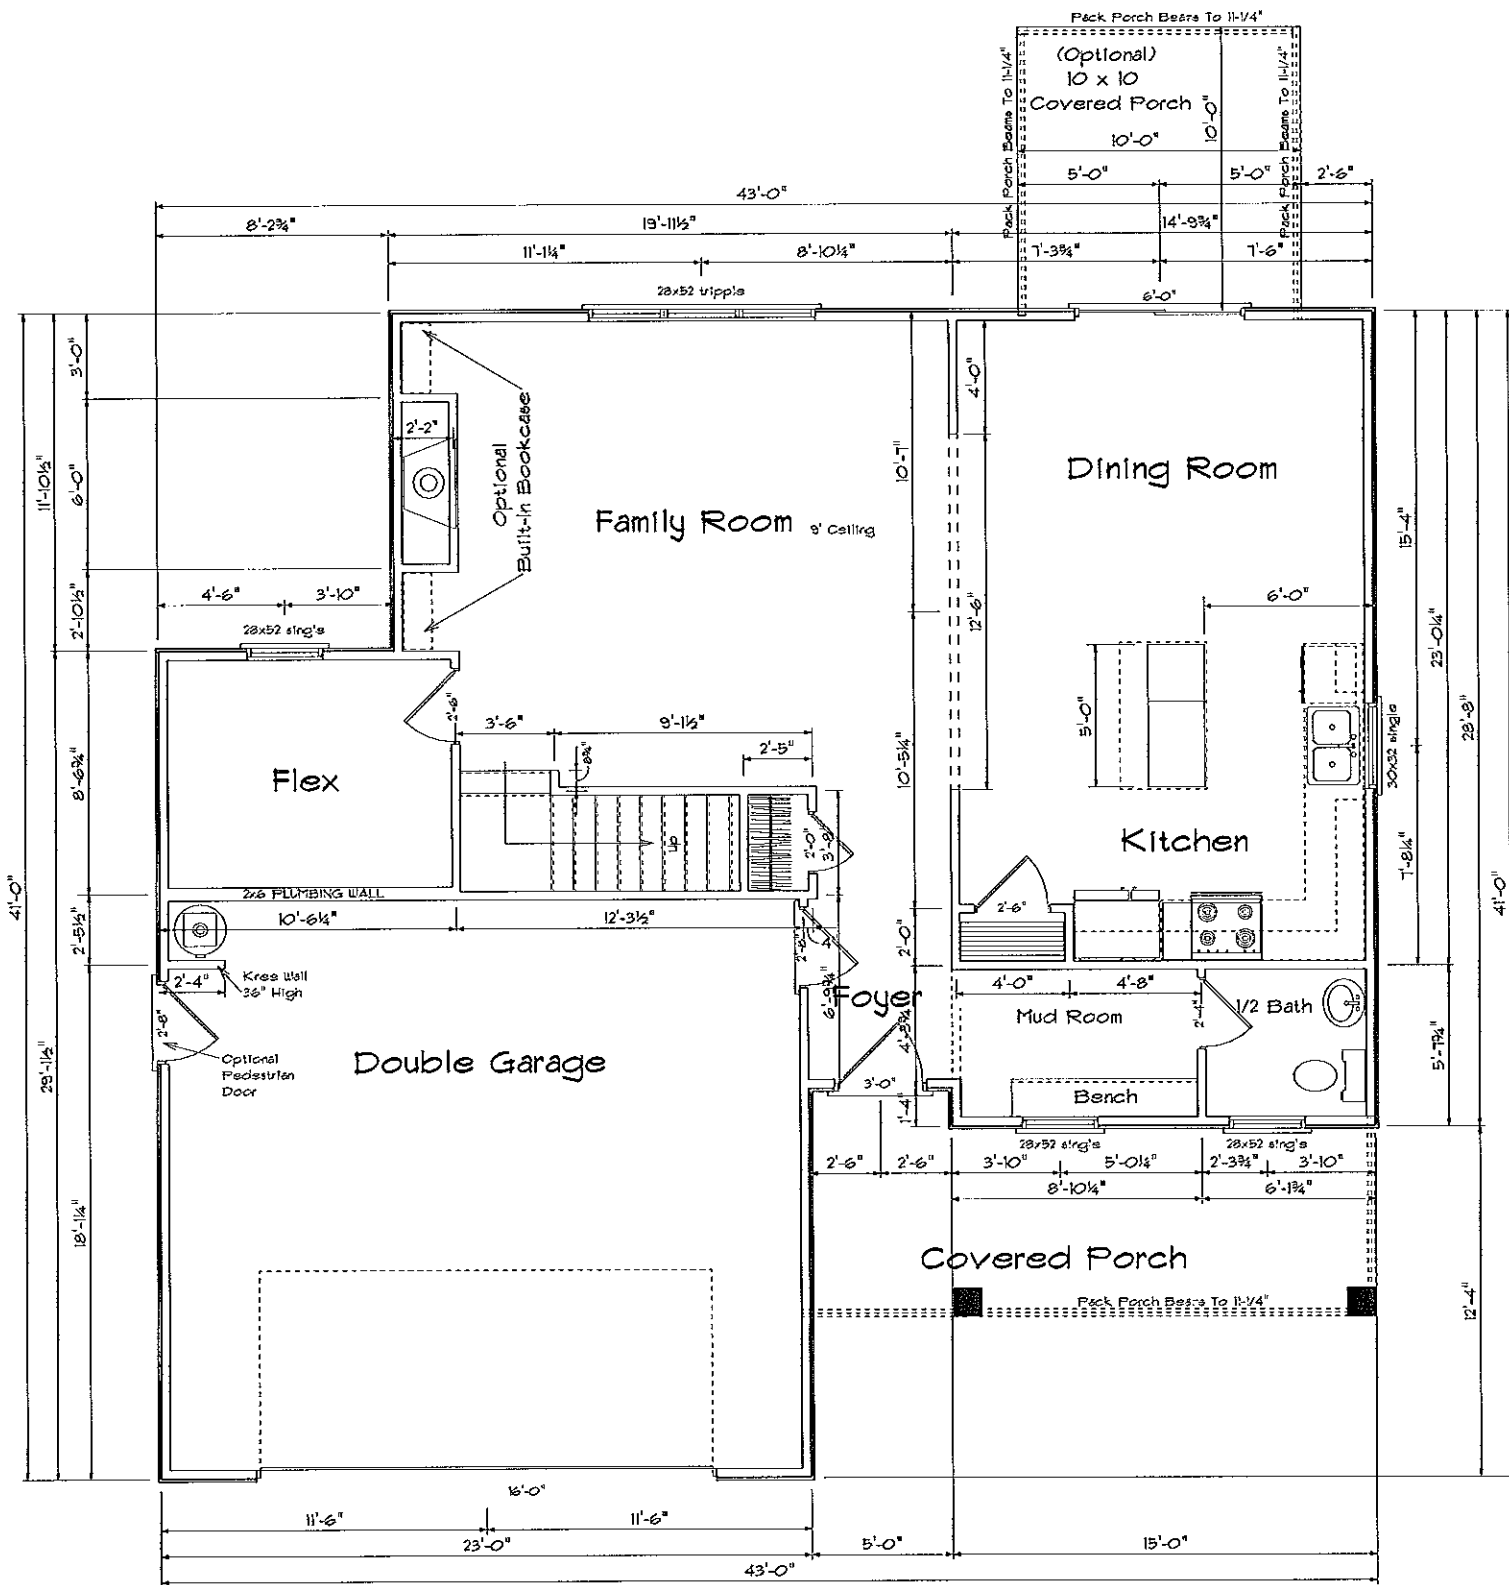 Pack Porch Beams To 11-1/4"
(Optional)
10 x 10
Covered Porch
Pack Porch Beams To 11-1/4"
Pack Porch Beams To 11-1/4"
10'-0"
10'-0"
5'-0"
5'-0"
2'-6"
43'-0"
8'-2¾"
19'-11½"
14'-9¾"
11'-1¼"
8'-10¼"
7'-3¾"
7'-6"
28x52 tripple
6'-0"
3'-0"
4'-0"
2'-2"
Optional
Built-In Bookcase
11'-10½"
6'-0"
10'-7"
Dining Room
Family Room
9' Ceiling
15'-4"
4'-6"
3'-10"
2'-10½"
12'-6"
6'-0"
28x52 sing's
23'-0¼"
2'-6"
3'-6"
9'-1½"
5'-0"
28'-8"
30x32 single
8¾"
2'-5"
Flex
8'-6¾"
10'-5¼"
Kitchen
up
2'-0"
3'-8"
7'-8¼"
41'-0"
41'-0"
2x6 PLUMBING WALL
2'-6"
10'-6¼"
12'-3½"
2'-5½"
2'-8"
2'-0"
2'-4"
Knee Wall
36" High
6'-9¾"
Foyer
4'-0"
4'-8"
Mud Room
2'-4"
1/2 Bath
2'-8"
4'-3¾"
Optional
Pedestrian
Door
Double Garage
29'-1½"
5'-7¾"
3'-0"
1'-4"
Bench
28x52 sing's
28x52 sing's
2'-6"
2'-6"
3'-10"
5'-0¼"
2'-3¾"
3'-10"
8'-10¼"
6'-1¾"
18'-1¼"
Covered Porch
12'-4"
Pack Porch Beams To 11-1/4"
16'-0"
11'-6"
11'-6"
23'-0"
5'-0"
15'-0"
43'-0"